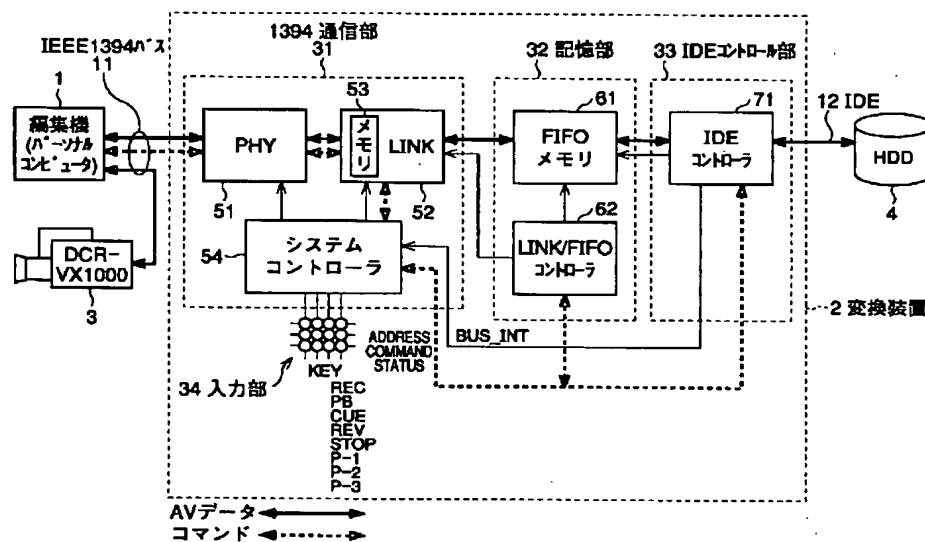 IEEE1394バス
11
1
編集機
(パーソナル
コンピュータ)
DCR-
VX1000
3
1394 通信部
31
PHY
51
53
メモリ
LINK
52
54
システム
コントローラ
32 記憶部
61
FIFO
メモリ
62
LINK/FIFO
コントローラ
33 IDEコントロール部
71
IDE
コントローラ
12 IDE
HDD
4
2 変換装置
BUS_INT
ADDRESS
COMMAND
STATUS
34 入力部
KEY
REC
PB
CUE
REV
STOP
P-1
P-2
P-3
AVデータ
コマンド